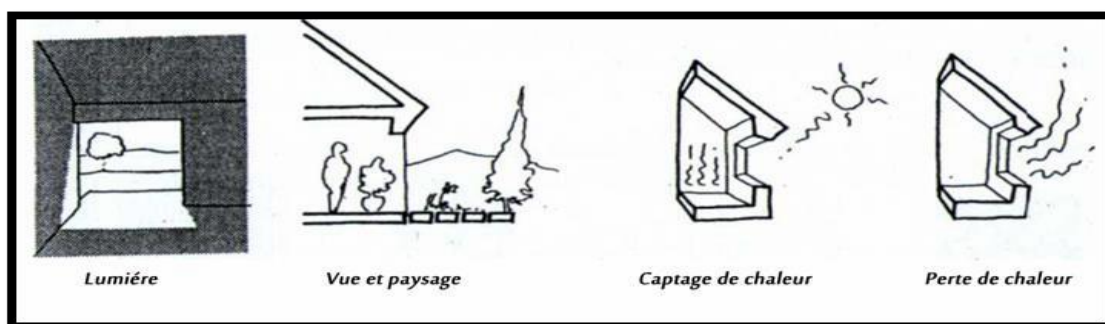 Lumiére
Vue et paysage
Captage de chaleur
Perte de chaleur